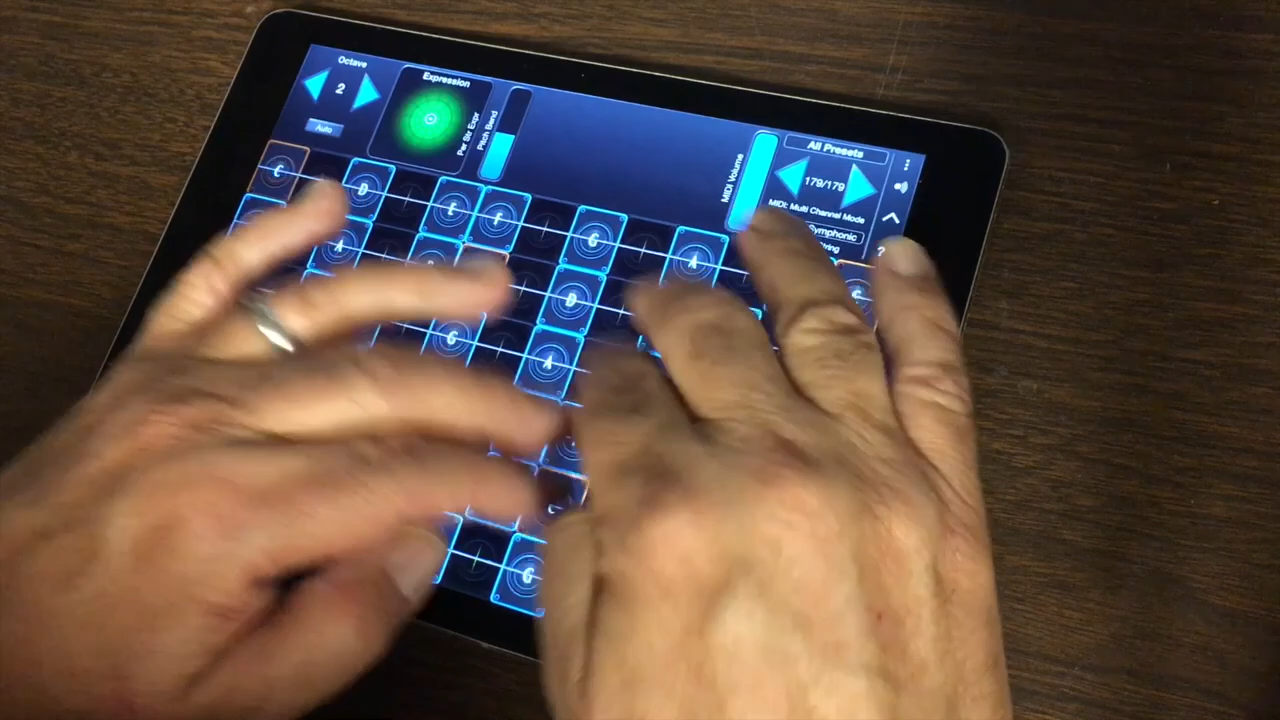 Octave
2
Auto
Expression
Per Str Expr
Pitch Bend
MIDI Volume
All Presets
179/179
MIDI: Multi Channel Mode
Symphonic
C D E F G A
A D C
G A
G